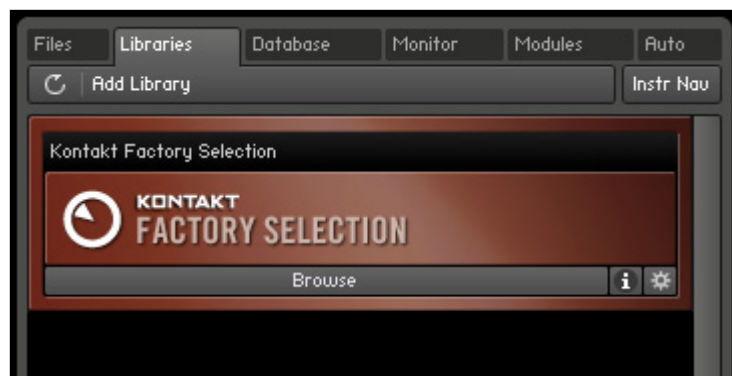 Files Libraries Database Monitor Modules Auto
Add Library Instr Nav
Kontakt Factory Selection
KONTAKT
FACTORY SELECTION
Browse i